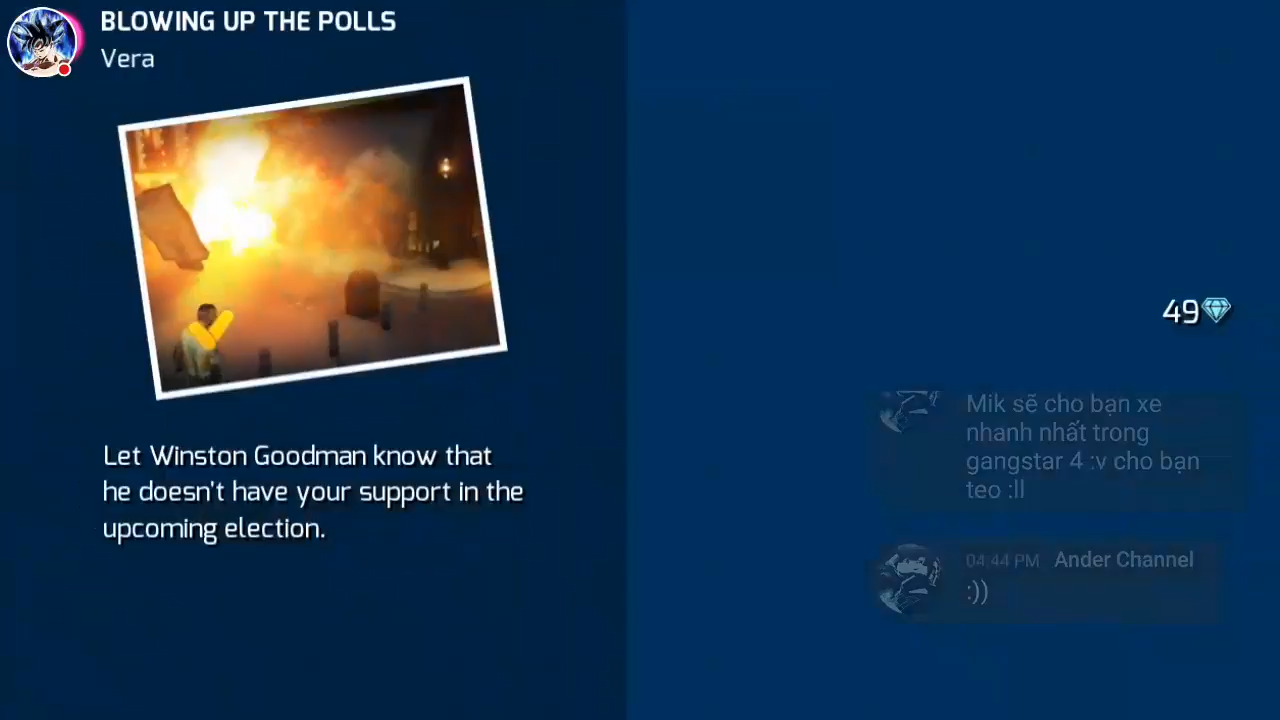 BLOWING UP THE POLLS
Vera
49
Mik sẽ cho bạn xe
nhanh nhất trong
gangstar 4 :v cho bạn
teo :ll
Let Winston Goodman know that
he doesn't have your support in the
upcoming election.
04:44 PM Ander Channel
:))